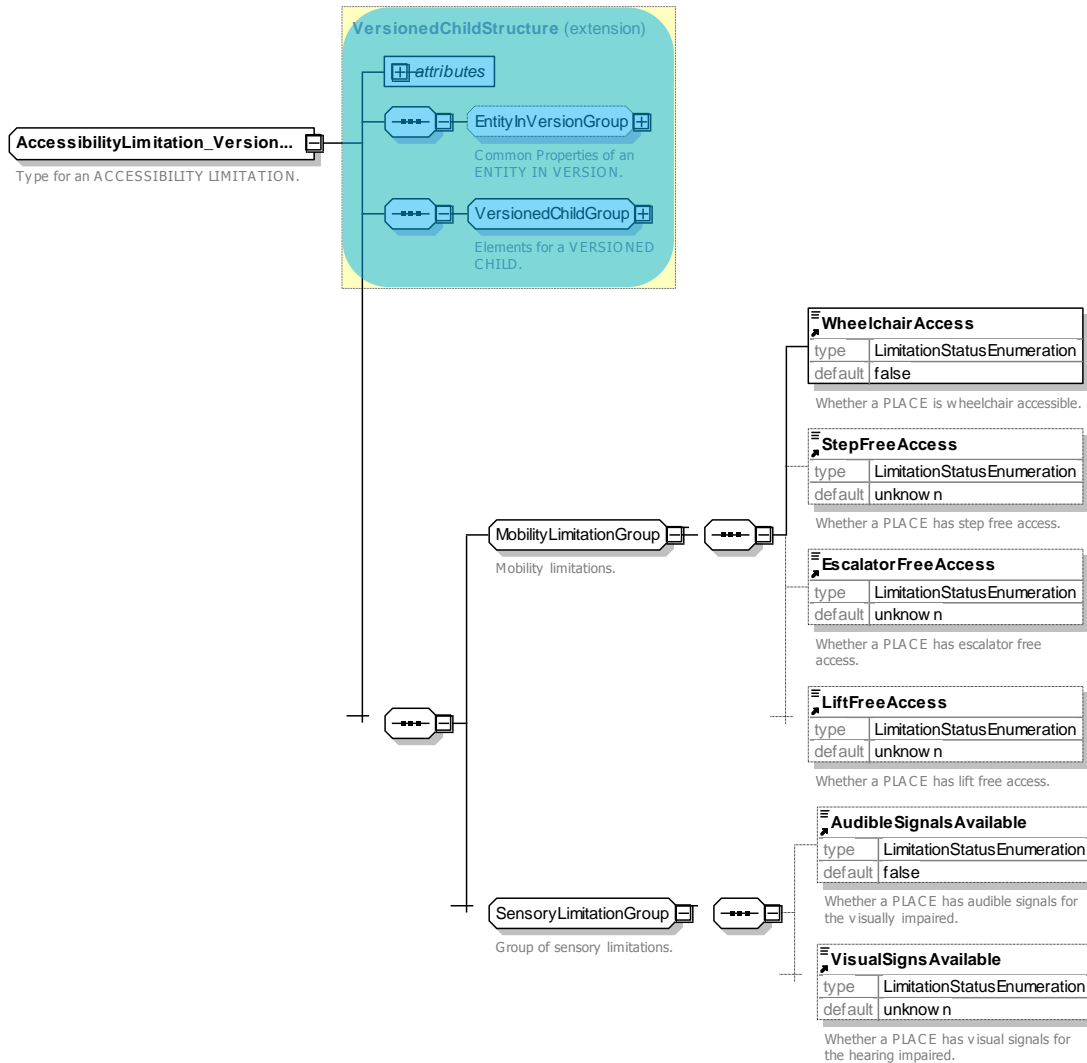 VersionedChildStructure (extension)
attributes
EntityInVersionGroup
Common Properties of an
ENTITY IN VERSION.
AccessibilityLimitation_Version...
Type for an ACCESSIBILITY LIMITATION.
VersionedChildGroup
Elements for a VERSIONED
CHILD.
WheelchairAccess
type LimitationStatusEnumeration
default false
Whether a PLACE is wheelchair accessible.
StepFreeAccess
type LimitationStatusEnumeration
default unknown
Whether a PLACE has step free access.
MobilityLimitationGroup
Mobility limitations.
EscalatorFreeAccess
type LimitationStatusEnumeration
default unknown
Whether a PLACE has escalator free
access.
LiftFreeAccess
type LimitationStatusEnumeration
default unknown
Whether a PLACE has lift free access.
AudibleSignalsAvailable
type LimitationStatusEnumeration
default false
Whether a PLACE has audible signals for
the visually impaired.
SensoryLimitationGroup
Group of sensory limitations.
VisualSignsAvailable
type LimitationStatusEnumeration
default unknown
Whether a PLACE has visual signals for
the hearing impaired.